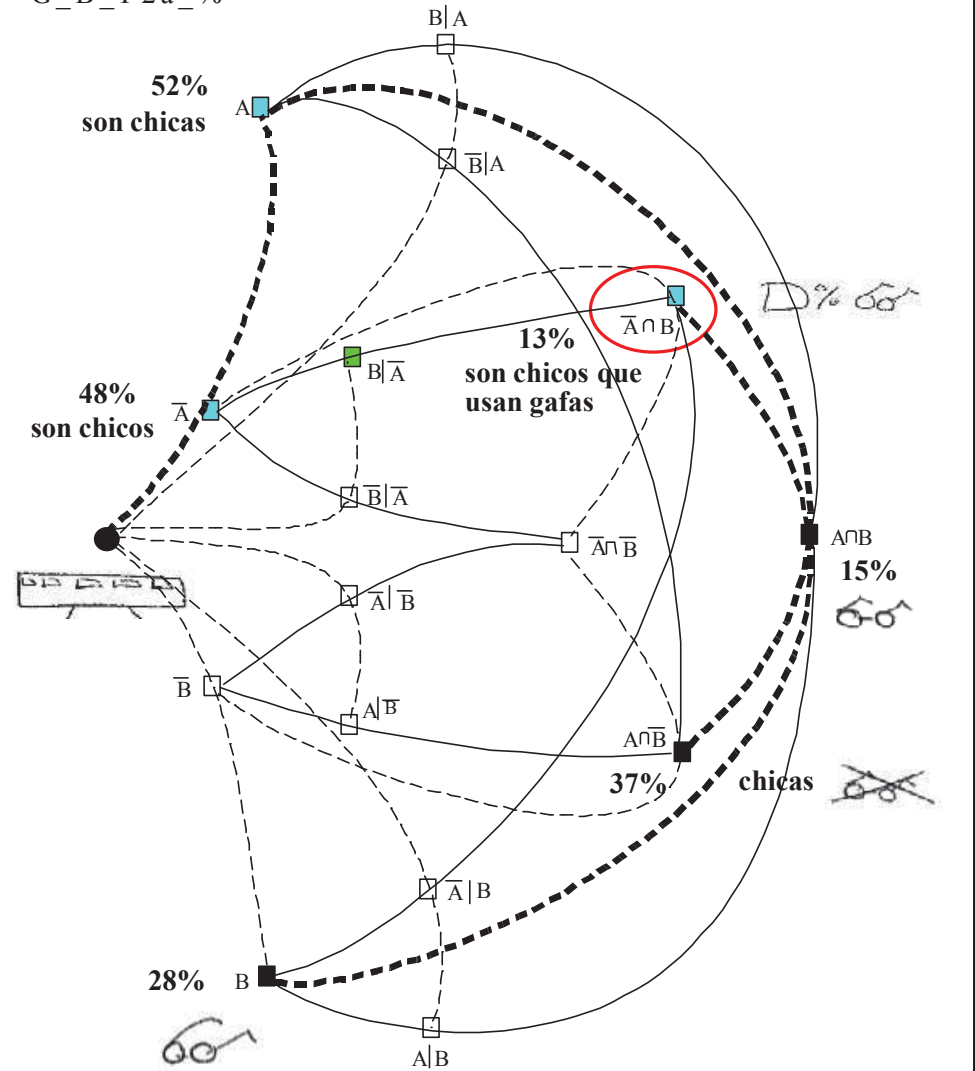 B|A
52%
son chicas
A
B̅|A
D %
A̅∩B
13%
son chicos que
usan gafas
B|A̅
48%
son chicos
A̅
B̅|A̅
A̅∩B̅
A∩B
15%
A̅|B̅
B̅
A|B̅
A∩B̅
37%
chicas
A̅|B
28%
B
A|B